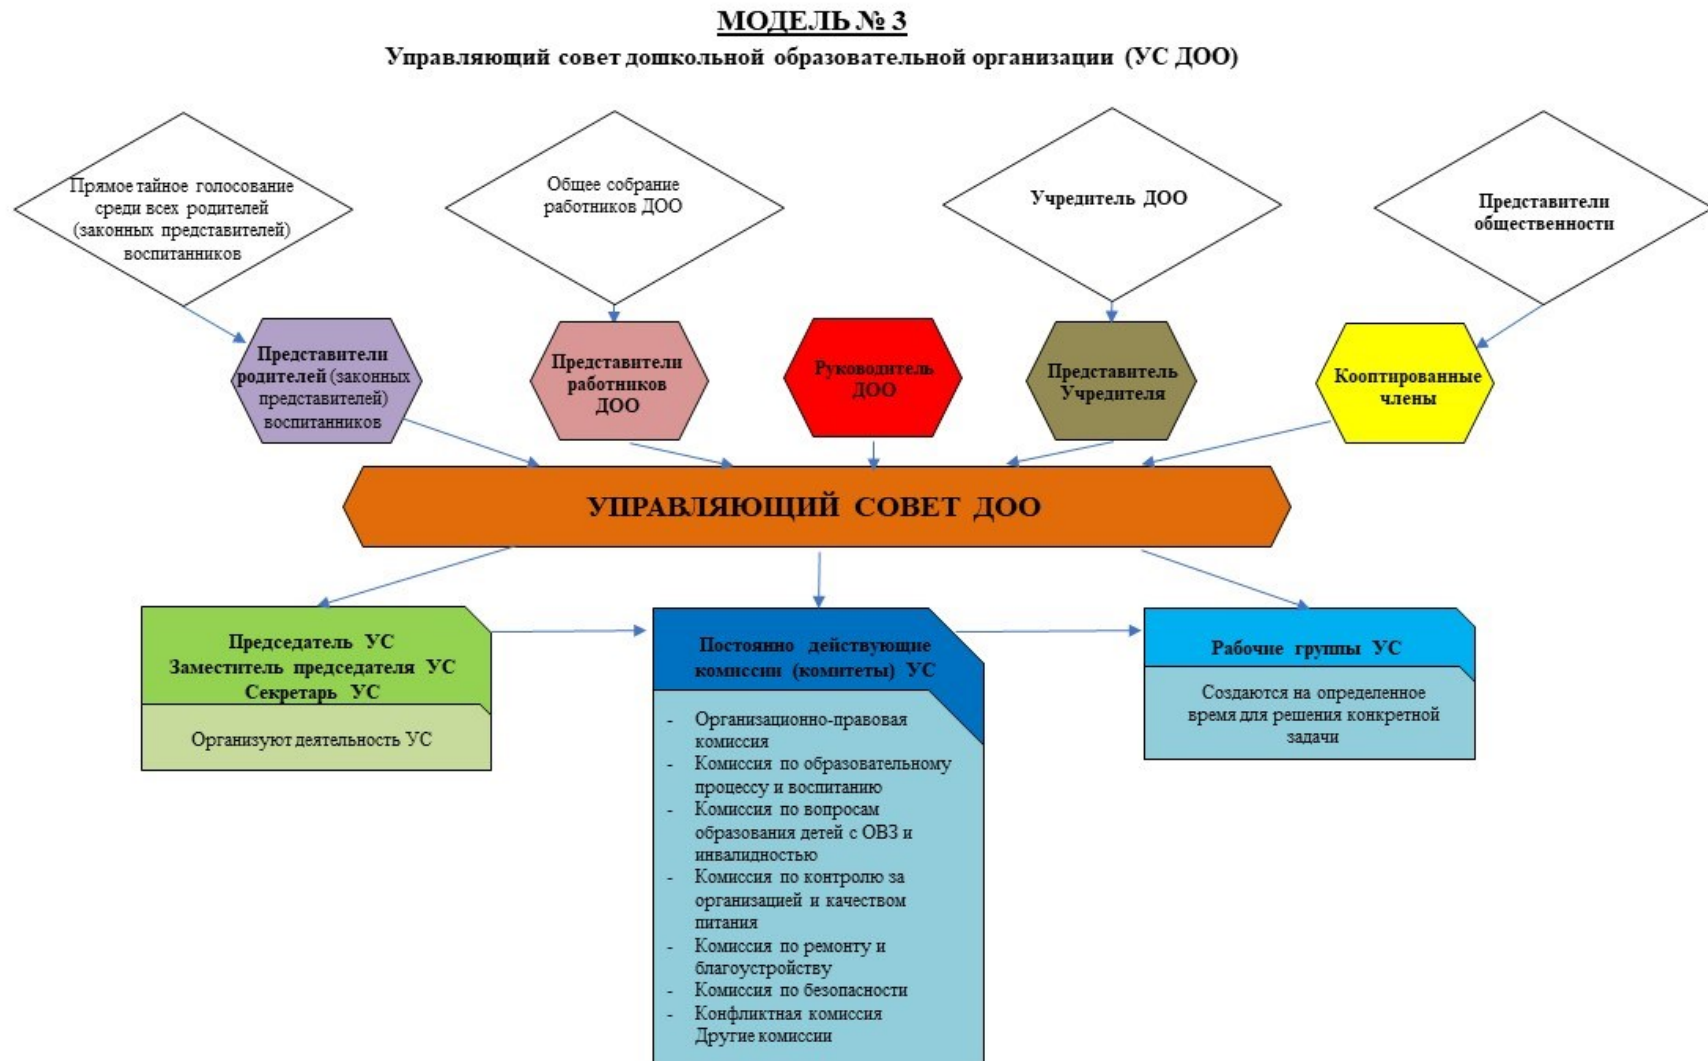 МОДЕЛЬ № 3
Управляющий совет дошкольной образовательной организации (УС ДОО)
Прямое тайное голосование
среди всех родителей
(законных представителей)
воспитанников
Общее собрание
работников ДОО
Учредитель ДОО
Представители
общественности
Представители
родителей (законных
представителей)
воспитанников
Представители
работников
ДОО
Руководитель
ДОО
Представитель
Учредителя
Кооптированные
члены
УПРАВЛЯЮЩИЙ СОВЕТ ДОО
Председатель УС
Заместитель председателя УС
Секретарь УС
Организуют деятельность УС
Постоянно действующие
комиссии (комитеты) УС
- Организационно-правовая
комиссия
- Комиссия по образовательному
процессу и воспитанию
- Комиссия по вопросам
образования детей с ОВЗ и
инвалидностью
- Комиссия по контролю за
организацией и качеством
питания
- Комиссия по ремонту и
благоустройству
- Комиссия по безопасности
- Конфликтная комиссия
Другие комиссии
Рабочие группы УС
Создаются на определенное
время для решения конкретной
задачи